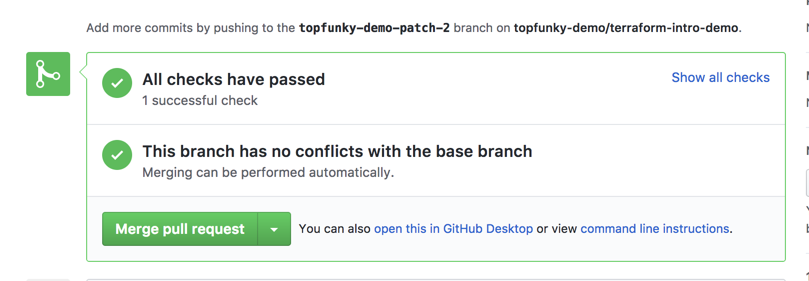 Add more commits by pushing to the topfunky-demo-patch-2 branch on topfunky-demo/terraform-intro-demo.
All checks have passed
Show all checks
1 successful check
This branch has no conflicts with the base branch
Merging can be performed automatically.
Merge pull request
You can also open this in GitHub Desktop or view command line instructions.